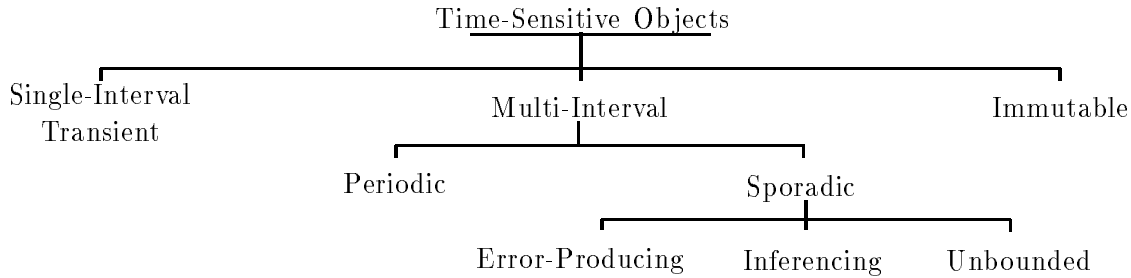 Time-Sensitive Objects
Single-Interval
Transient
Multi-Interval
Immutable
Periodic
Sporadic
Error-Producing
Inferencing
Unbounded